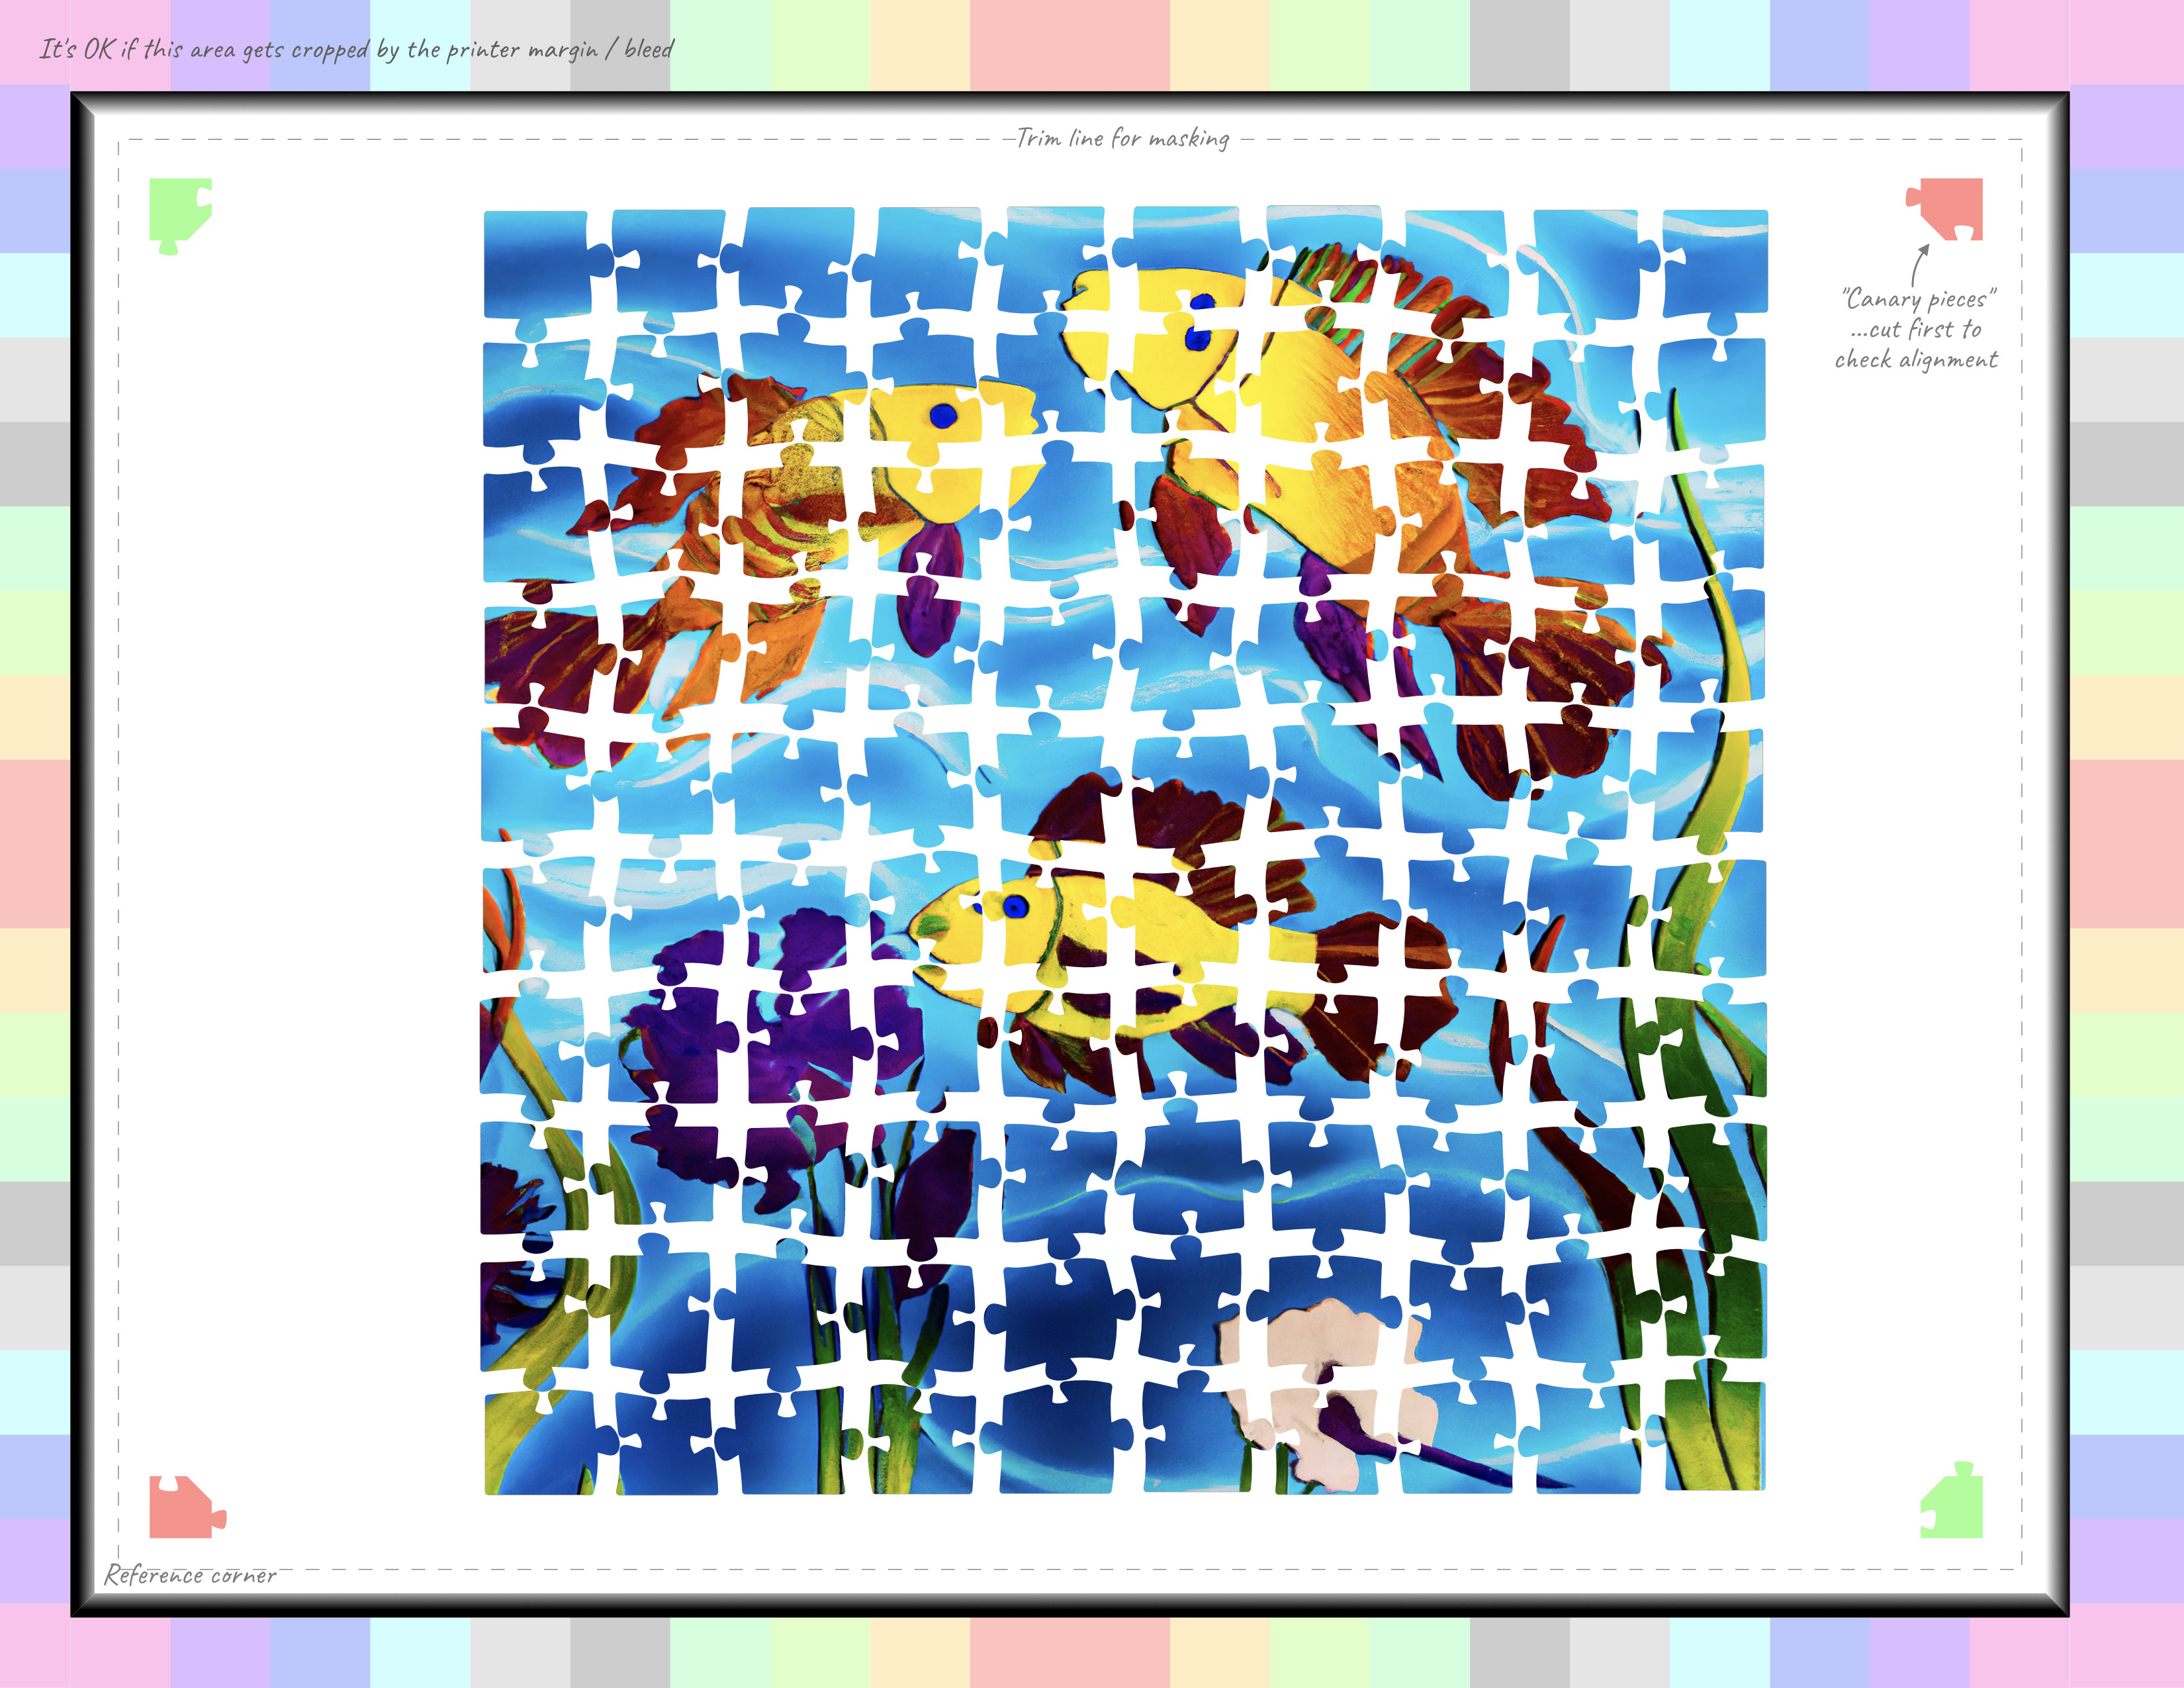 It's OK if this area gets cropped by the printer margin / bleed
Trim line for masking
"Canary pieces"
...cut first to
check alignment
Reference corner